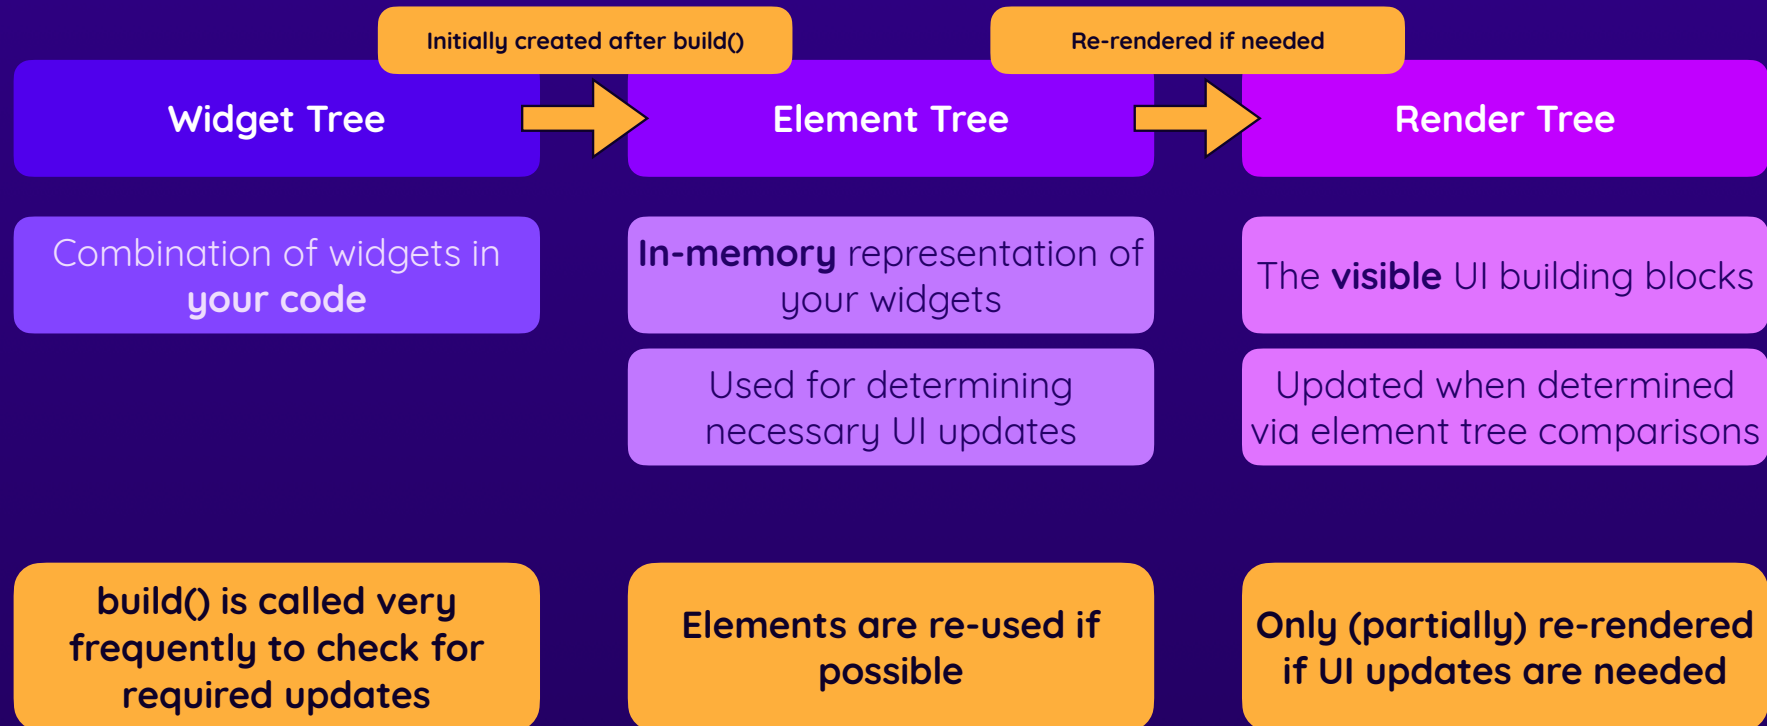 Initially created after build()
Re-rendered if needed
Widget Tree
Element Tree
Render Tree
Combination of widgets in
your code
In-memory representation of
your widgets
The visible UI building blocks
Used for determining
necessary UI updates
Updated when determined
via element tree comparisons
build() is called very
frequently to check for
required updates
Elements are re-used if
possible
Only (partially) re-rendered
if UI updates are needed